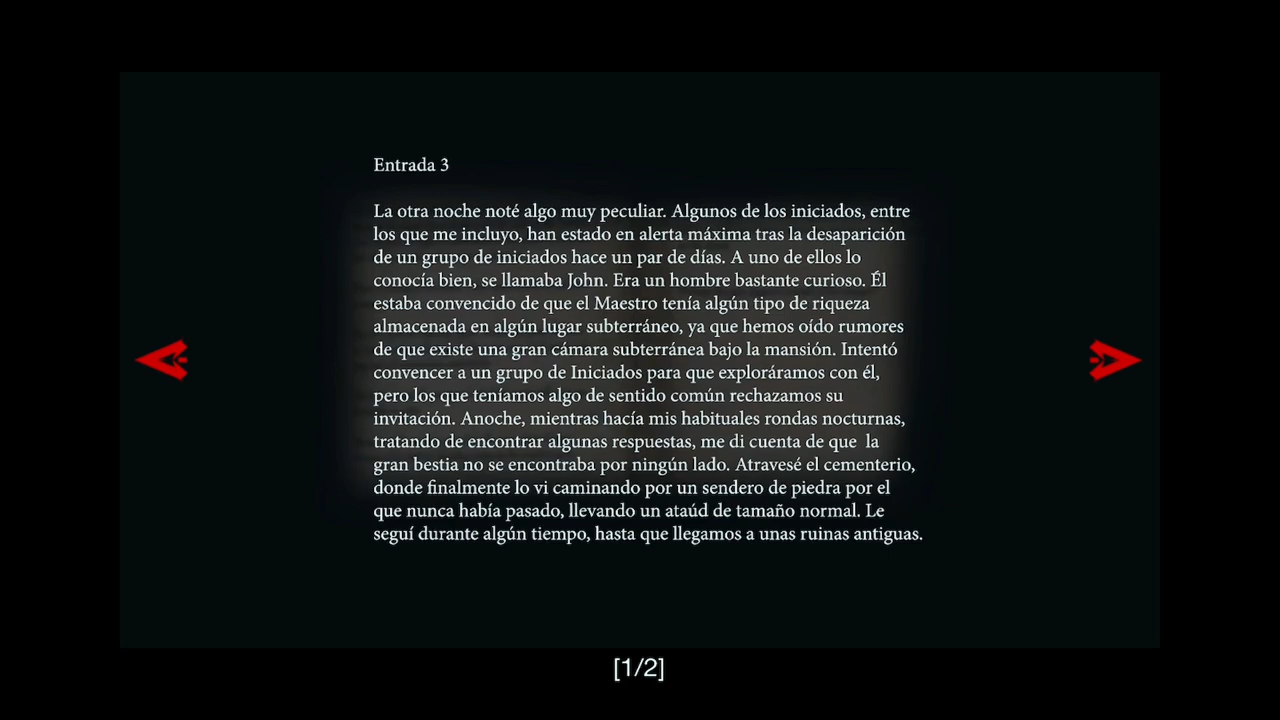 Entrada 3
La otra noche noté algo muy peculiar. Algunos de los iniciados, entre
los que me incluyo, han estado en alerta máxima tras la desaparición
de un grupo de iniciados hace un par de días. A uno de ellos lo
conocía bien, se llamaba John. Era un hombre bastante curioso. Él
estaba convencido de que el Maestro tenía algún tipo de riqueza
almacenada en algún lugar subterráneo, ya que hemos oído rumores
de que existe una gran cámara subterránea bajo la mansión. Intentó
convencer a un grupo de Iniciados para que exploráramos con él,
pero los que teníamos algo de sentido común rechazamos su
invitación. Anoche, mientras hacía mis habituales rondas nocturnas,
tratando de encontrar algunas respuestas, me di cuenta de que  la
gran bestia no se encontraba por ningún lado. Atravesé el cementerio,
donde finalmente lo vi caminando por un sendero de piedra por el
que nunca había pasado, llevando un ataúd de tamaño normal. Le
seguí durante algún tiempo, hasta que llegamos a unas ruinas antiguas.
[1/2]